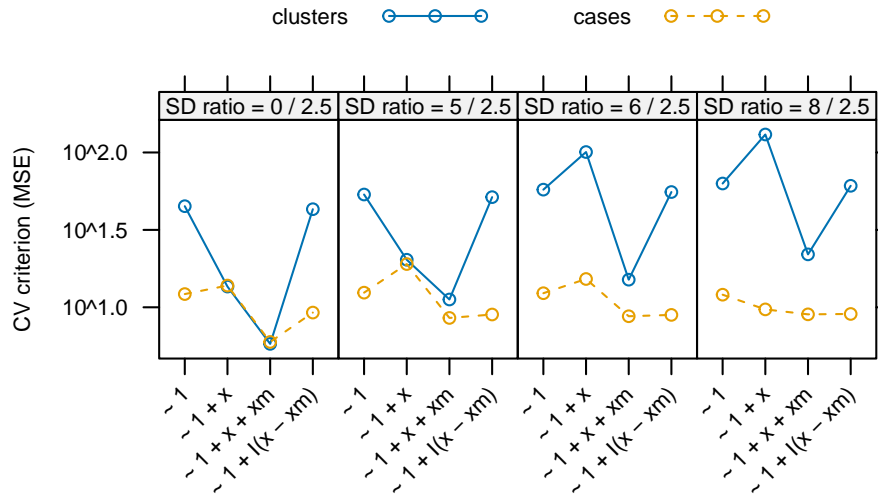 clusters cases
SD ratio = 0 / 2.5 SD ratio = 5 / 2.5 SD ratio = 6 / 2.5 SD ratio = 8 / 2.5
CV criterion (MSE)
10^2.0
10^1.5
10^1.0
~ 1
~ 1 + x
~ 1 + x + xm
~ 1 + I(x − xm)
~ 1
~ 1 + x
~ 1 + x + xm
~ 1 + I(x − xm)
~ 1
~ 1 + x
~ 1 + x + xm
~ 1 + I(x − xm)
~ 1
~ 1 + x
~ 1 + x + xm
~ 1 + I(x − xm)